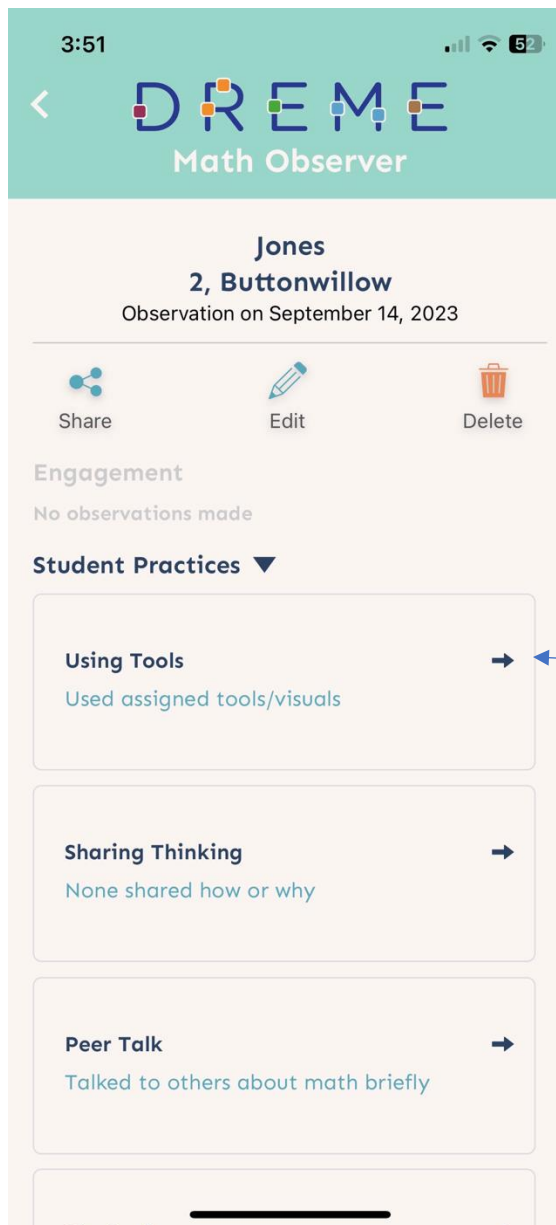 3:51
52
DREME
Math Observer
Jones
2, Buttonwillow
Observation on September 14, 2023
Share Edit Delete
Engagement
No observations made
Student Practices
Using Tools
Used assigned tools/visuals
Sharing Thinking
None shared how or why
Peer Talk
Talked to others about math briefly